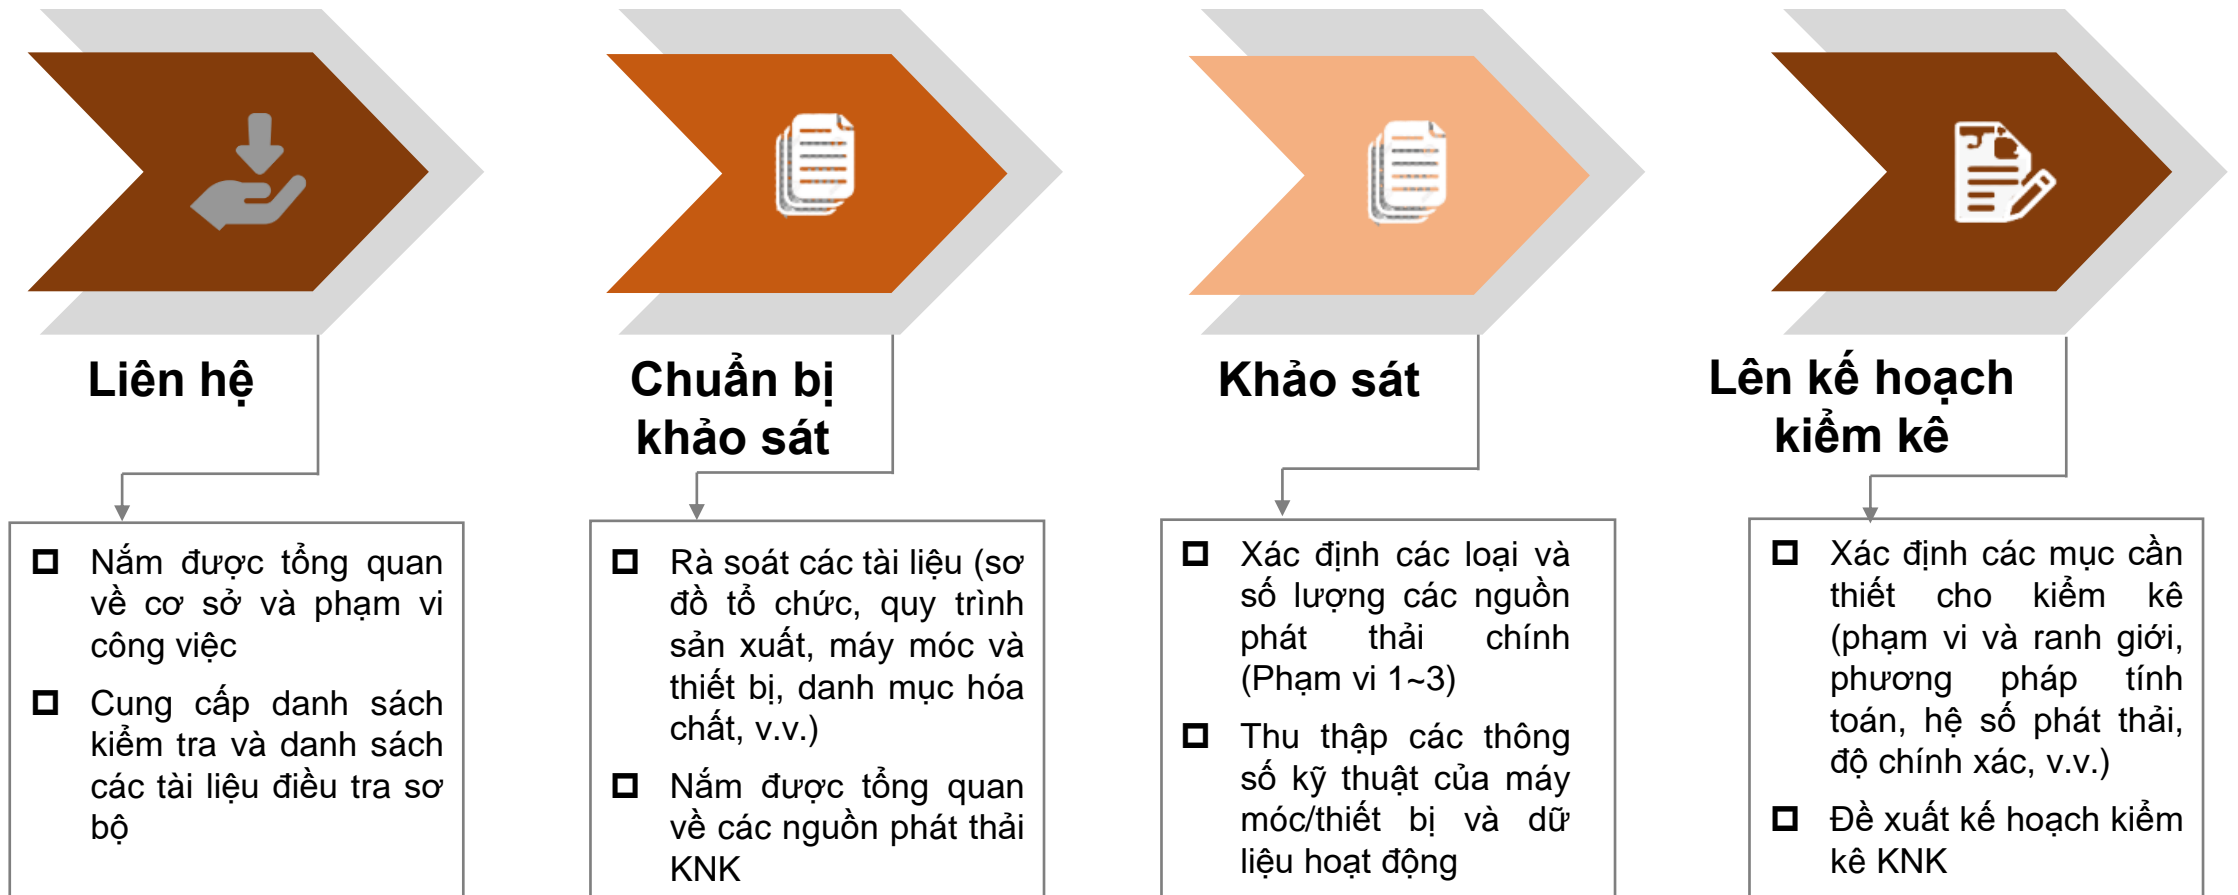 Liên hệ
Nắm được tổng quan
về cơ sở và phạm vi
công việc
Cung cấp danh sách
kiểm tra và danh sách
các tài liệu điều tra sơ
bộ
Chuẩn bị
khảo sát
Rà soát các tài liệu (sơ
đồ tổ chức, quy trình
sản xuất, máy móc và
thiết bị, danh mục hóa
chất, v.v.)
Nắm được tổng quan
về các nguồn phát thải
KNK
Khảo sát
Xác định các loại và
số lượng các nguồn
phát thải chính
(Phạm vi 1~3)
Thu thập các thông
số kỹ thuật của máy
móc/thiết bị và dữ
liệu hoạt động
Lên kế hoạch
kiểm kê
Xác định các mục cần
thiết cho kiểm kê
(phạm vi và ranh giới,
phương pháp tính
toán, hệ số phát thải,
độ chính xác, v.v.)
Đề xuất kế hoạch kiểm
kê KNK